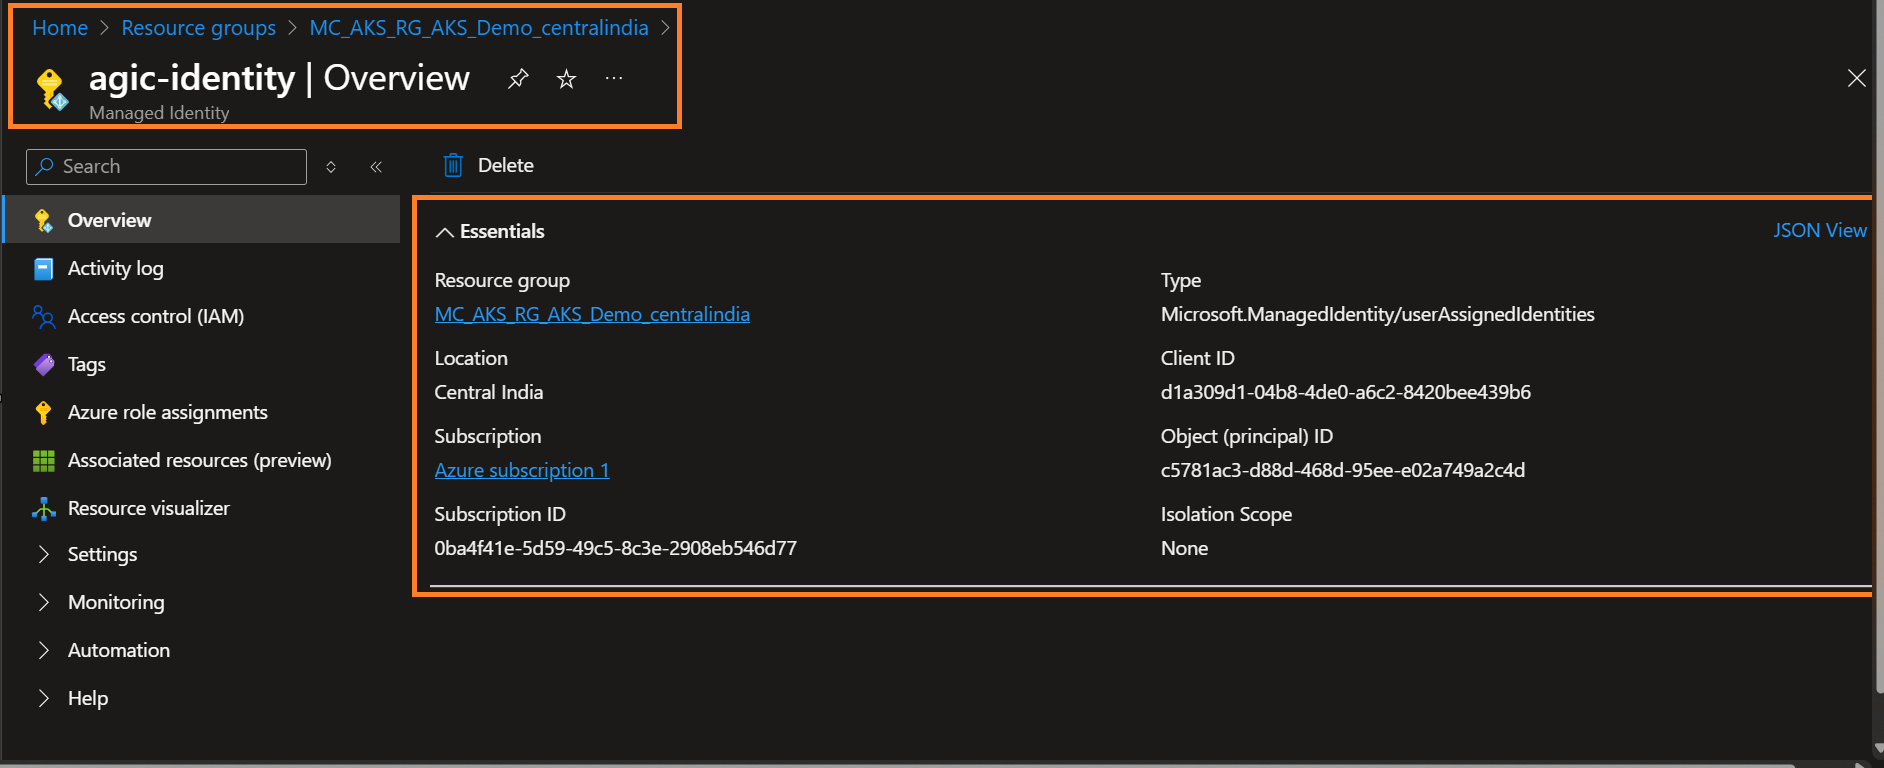 Home > Resource groups > MC_AKS_RG_AKS_Demo_centralindia >
agic-identity | Overview
Managed Identity
Search
Delete
Overview
Activity log
Access control (IAM)
Tags
Azure role assignments
Associated resources (preview)
Resource visualizer
Settings
Monitoring
Automation
Help
Essentials
JSON View
Resource group
MC_AKS_RG_AKS_Demo_centralindia
Location
Central India
Subscription
Azure subscription 1
Subscription ID
0ba4f41e-5d59-49c5-8c3e-2908eb546d77
Type
Microsoft.ManagedIdentity/userAssignedIdentities
Client ID
d1a309d1-04b8-4de0-a6c2-8420bee439b6
Object (principal) ID
c5781ac3-d88d-468d-95ee-e02a749a2c4d
Isolation Scope
None